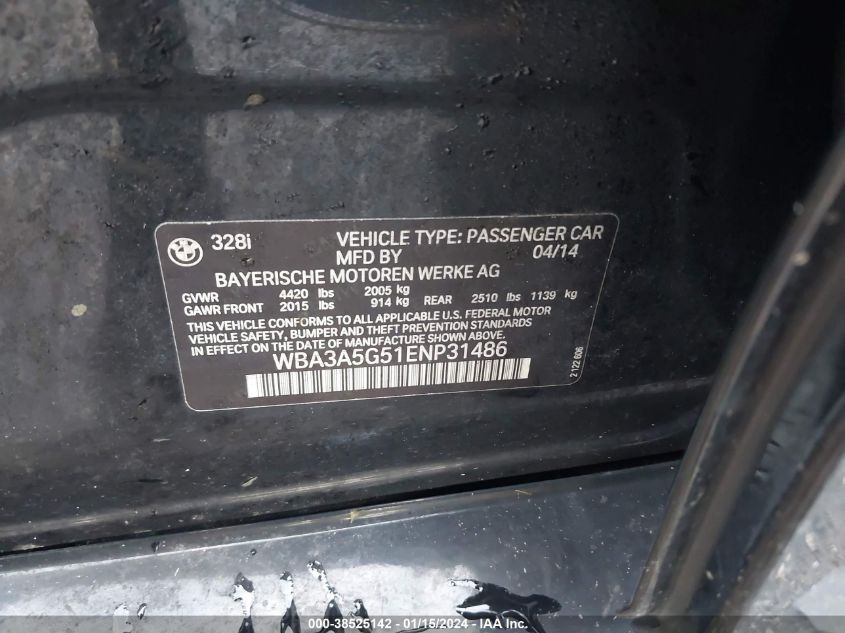 328i VEHICLE TYPE: PASSENGER CAR
MFD BY 04/14
BAYERISCHE MOTOREN WERKE AG
GVWR 4420 lbs 2005 kg
GAWR FRONT 2015 lbs 914 kg REAR 2510 lbs 1139 kg
THIS VEHICLE CONFORMS TO ALL APPLICABLE U.S. FEDERAL MOTOR
VEHICLE SAFETY, BUMPER AND THEFT PREVENTION STANDARDS
IN EFFECT ON THE DATE OF MANUFACTURE SHOWN ABOVE.
WBA3A5G51ENP31486
2 122 606
000-38525142 - 01/15/2024 - IAA Inc.